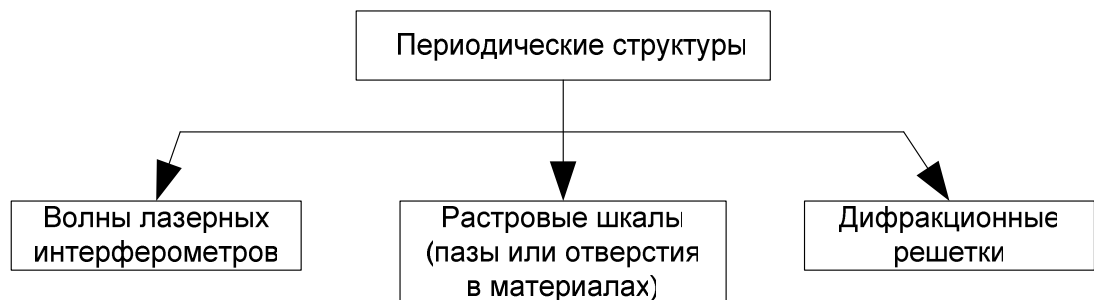 Периодические структуры
Волны лазерных
интерферометров
Растровые шкалы
(пазы или отверстия
в материалах)
Дифракционные
решетки